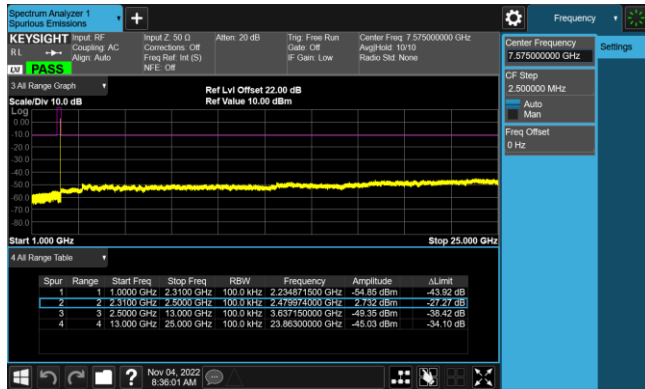 Spectrum Analyzer 1
Spurious Emissions
+
Frequency
KEYSIGHT
Input: RF
Input Z: 50 Ω
Atten: 20 dB
Trig: Free Run
Center Freq: 7.575000000 GHz
RL
Coupling: AC
Corrections: Off
Gate: Off
Avg|Hold: 10/10
Align: Auto
Freq Ref: Int (S)
IF Gain: Low
Radio Std: None
NFE: Off
LXI
PASS
Center Frequency
7.575000000 GHz
Settings
CF Step
2.500000 MHz
Auto
Man
Freq Offset
0 Hz
3 All Range Graph
Ref Lvl Offset 22.00 dB
Scale/Div 10.0 dB
Ref Value 10.00 dBm
Log
0.00
-10.0
-20.0
-30.0
-40.0
-50.0
-60.0
-70.0
-80.0
Start 1.000 GHz
Stop 25.000 GHz
4 All Range Table
Spur Range Start Freq Stop Freq RBW Frequency Amplitude ΔLimit
1 1 1.0000 GHz 2.3100 GHz 100.0 kHz 2.234871500 GHz -54.85 dBm -43.92 dB
2 2 2.3100 GHz 2.5000 GHz 100.0 kHz 2.479974000 GHz 2.732 dBm -27.27 dB
3 3 2.5000 GHz 13.000 GHz 100.0 kHz 3.637150000 GHz -49.35 dBm -38.42 dB
4 4 13.000 GHz 25.000 GHz 100.0 kHz 23.86300000 GHz -45.03 dBm -34.10 dB
?
Nov 04, 2022
8:36:01 AM